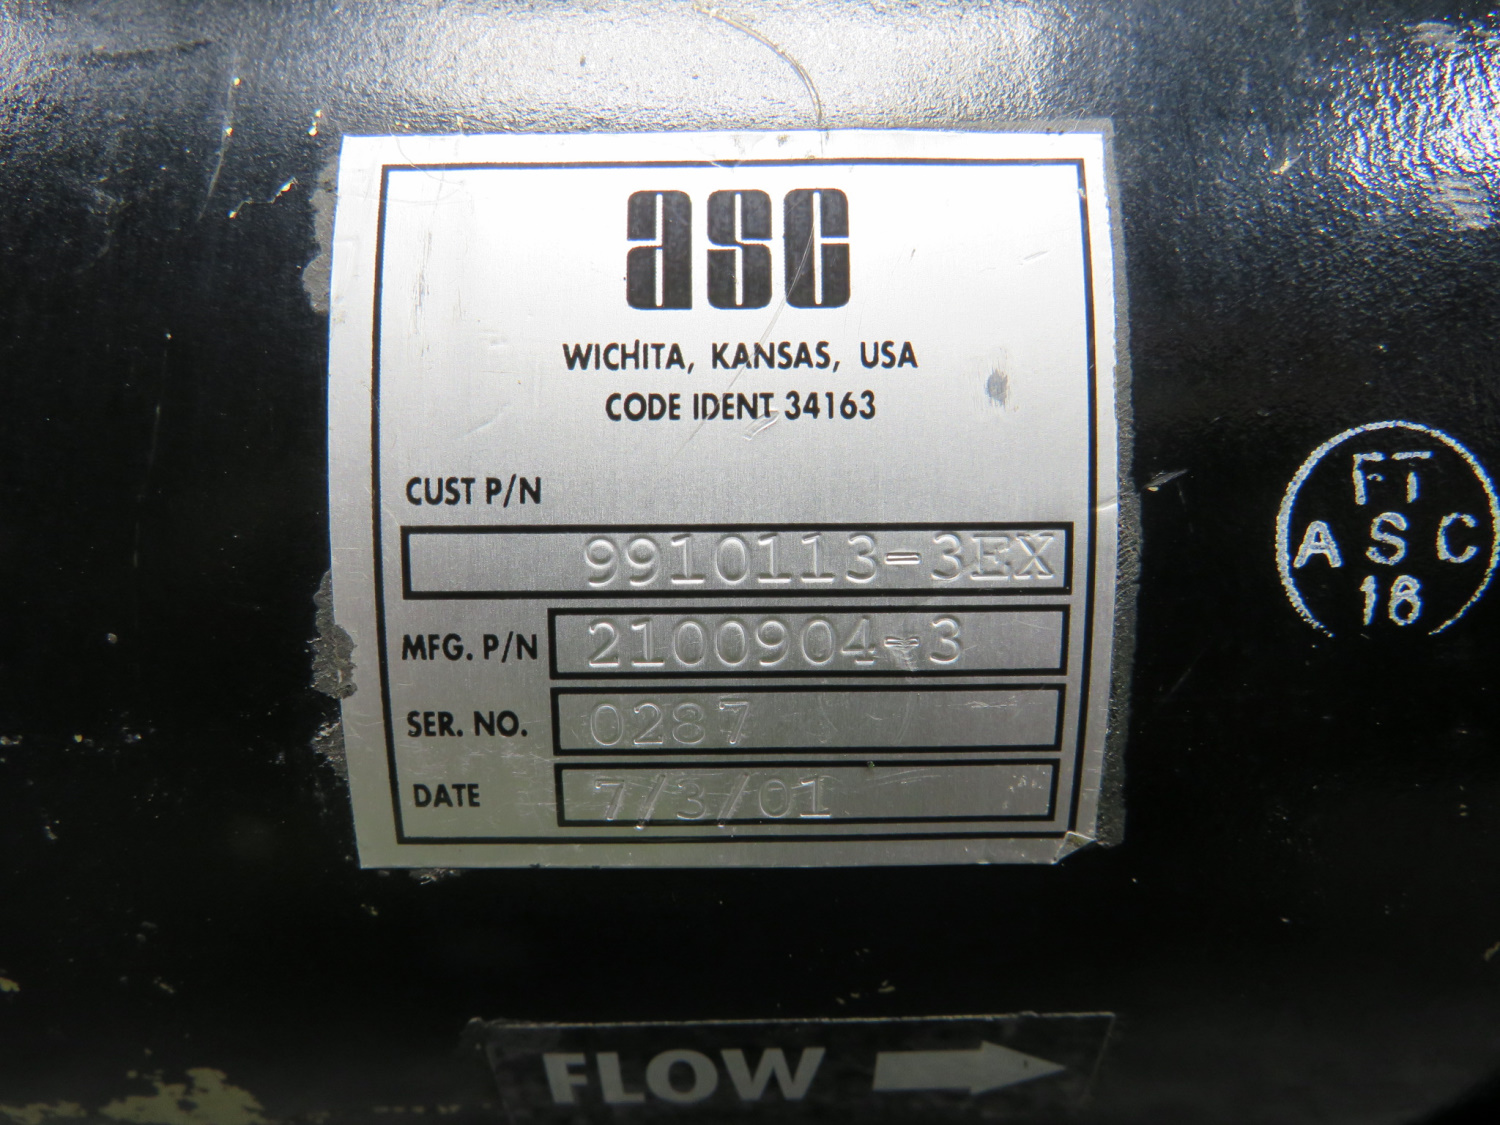 asc
WICHITA, KANSAS, USA
CODE IDENT 34163
CUST P/N
9910113-3EX
MFG. P/N 2100904-3
SER. NO. 0287
DATE 7/3/01
FT
ASC
16
FLOW